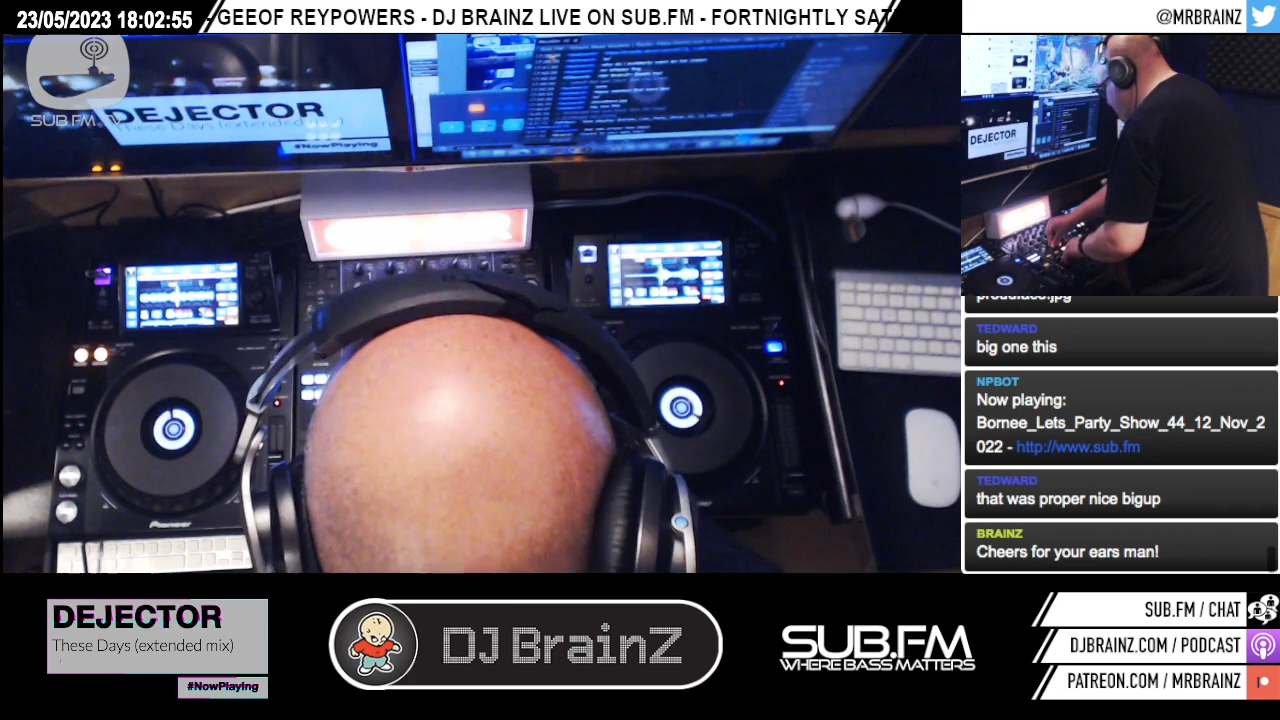 23/05/2023 18:02:55
GEEOF REYPOWERS - DJ BRAINZ LIVE ON SUB.FM - FORTNIGHTLY SAT
@MRBRAINZ
SUB.FM
DEJECTOR
These Days (extended
#NowPlaying
DEJECTOR
proudface.jpg
TEDWARD
big one this
NPBOT
Now playing:
Bornee_Lets_Party_Show_44_12_Nov_2
022 - http://www.sub.fm
TEDWARD
that was proper nice bigup
BRAINZ
Cheers for your ears man!
Pioneer
DEJECTOR
These Days (extended mix)
#NowPlaying
DJ BrainZ
SUB.FM
WHERE BASS MATTERS
SUB.FM / CHAT
DJBRAINZ.COM / PODCAST
PATREON.COM / MRBRAINZ